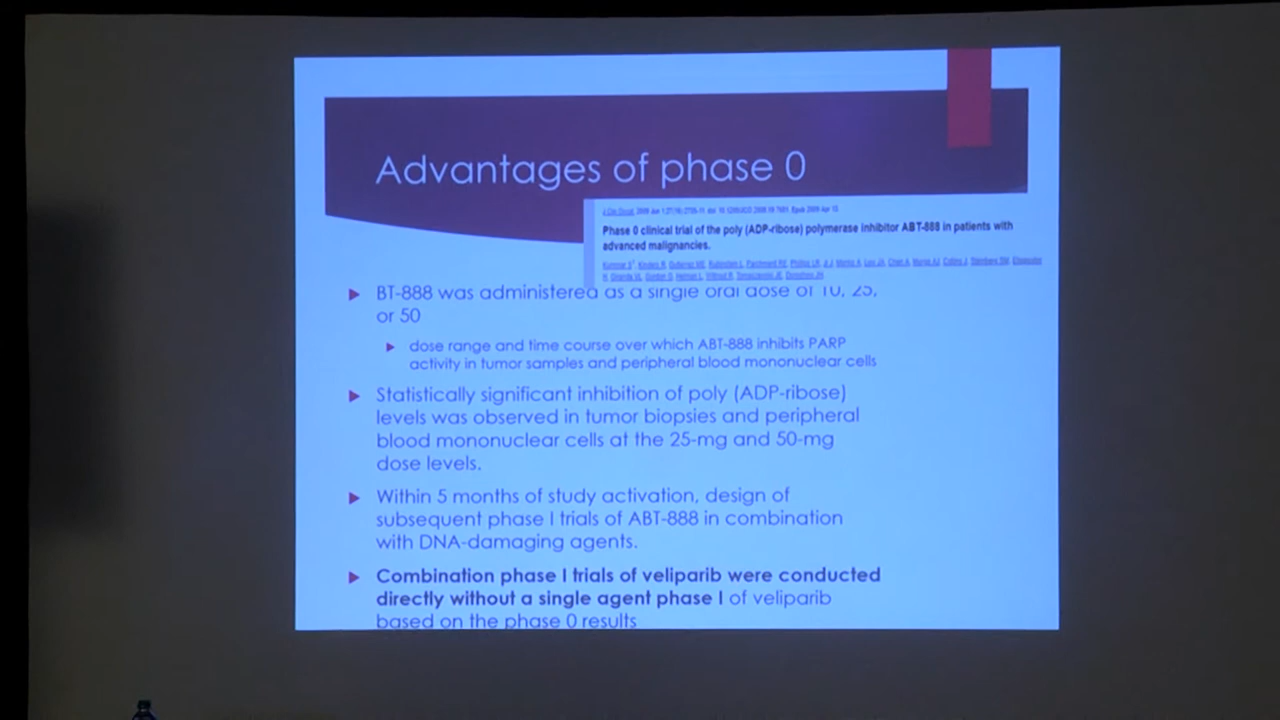 Advantages of phase 0
Phase 0 clinical trial of the poly (ADP-ribose) polymerase inhibitor ABT-888 in patients with
advanced malignancies.
BT-888 was administered as a single oral dose of 10, 25,
or 50
dose range and time course over which ABT-888 inhibits PARP
activity in tumor samples and peripheral blood mononuclear cells
Statistically significant inhibition of poly (ADP-ribose)
levels was observed in tumor biopsies and peripheral
blood mononuclear cells at the 25-mg and 50-mg
dose levels.
Within 5 months of study activation, design of
subsequent phase I trials of ABT-888 in combination
with DNA-damaging agents.
Combination phase I trials of veliparib were conducted
directly without a single agent phase I of veliparib
based on the phase 0 results